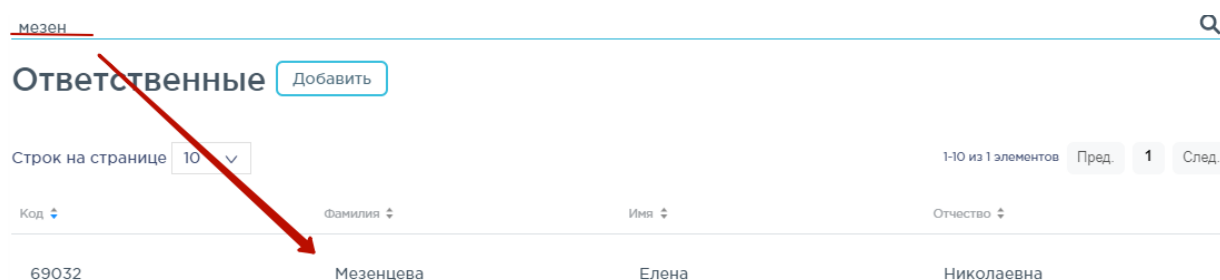 мезен
Ответственные Добавить
Строк на странице 10 1-10 из 1 элементов Пред. 1 След.
Код Фамилия Имя Отчество
69032 Мезенцева Елена Николаевна